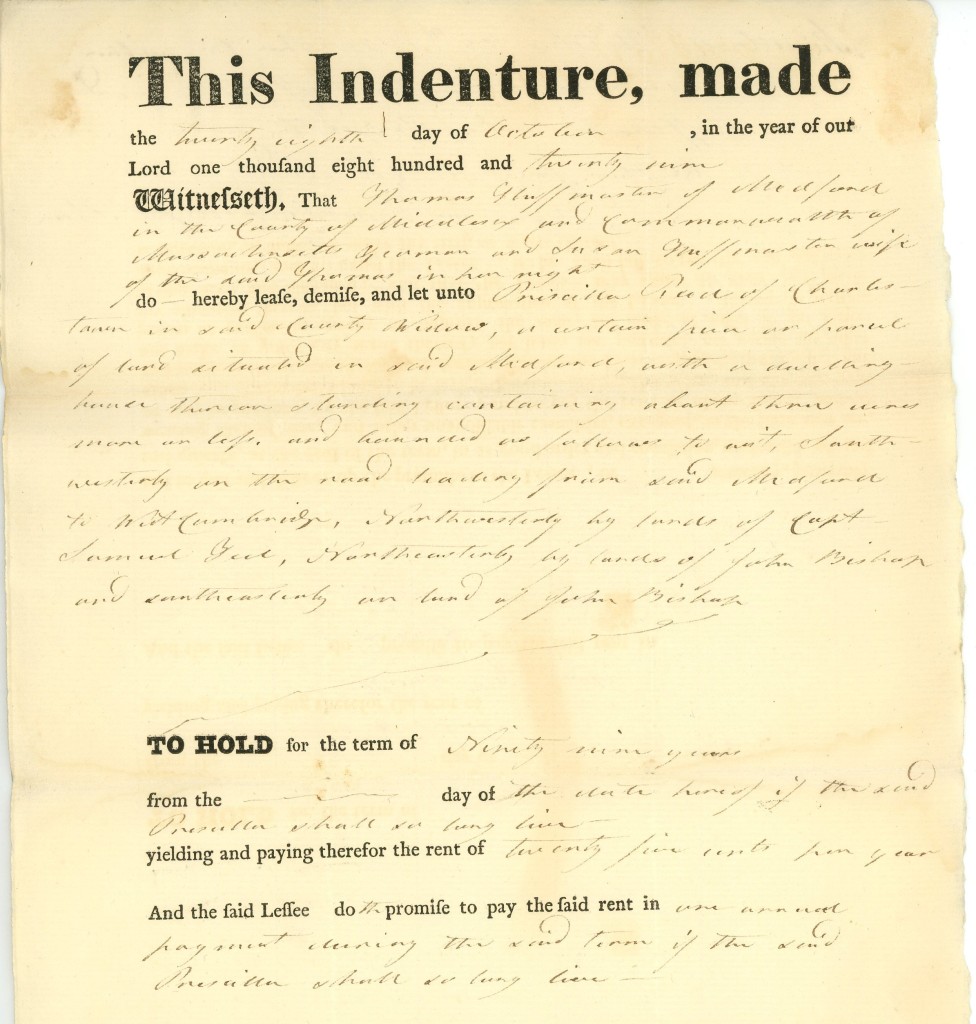 This Indenture, made
the twenty eighth day of October , in the year of our
Lord one thouſand eight hundred and twenty nine
Witneſseth, That Thomas Huffmaster of Medford
in the County of Middlesex and Commonwealth of
Massachusetts Yeoman and Susan Huffmaster wife
of the said Thomas in her right
do — hereby leaſe, demiſe, and let unto Priscilla Reed of Charles-
town in said County Widow, a certain piece or parcel
of land situated in said Medford, with a dwelling-
house thereon standing containing about three acres
more or leſs, and bounded as follows to wit, South-
westerly on the road leading from said Medford
to West Cambridge, Northwesterly by lands of Capt
Samuel Teel, Northeasterly by lands of John Bishop
and southeasterly on land of John Bishop
TO HOLD for the term of Ninety nine years
from the — day of the date hereof if the said
Priscilla shall so long live —
yielding and paying therefor the rent of twenty five cents per year
And the ſaid Leſſee doth promiſe to pay the ſaid rent in one annual
payment during the said term if the said
Priscilla shall so long live —